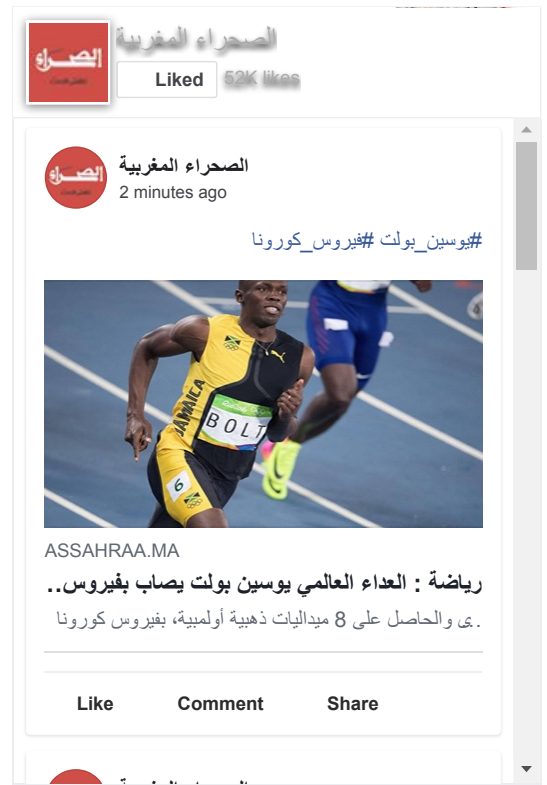 الصحراء المغربية
Liked
52K likes
الصحراء المغربية
2 minutes ago
#يوسين_بولت #فيروس_كورونا
JAMAICA
BOLT
6
ASSAHRAA.MA
رياضة : العداء العالمي يوسين بولت يصاب بفيروس..
والحاصل على 8 ميداليات ذهبية أولمبية، بفيروس كورونا
Like
Comment
Share